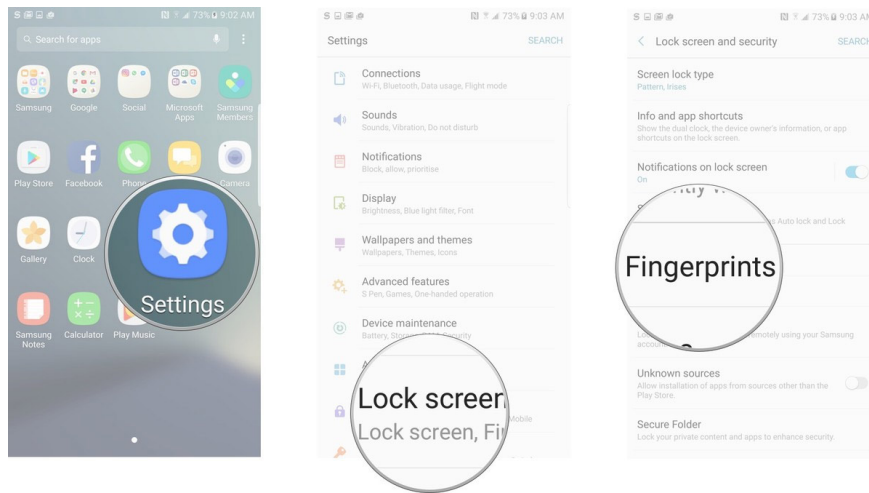 S 73% 9:02 AM
Search for apps
Samsung Google Social Microsoft Apps Samsung Members
Play Store Facebook Phone Camera
Gallery Clock
Settings
Samsung Notes Calculator Play Music
S 73% 9:03 AM
Settings SEARCH
Connections
Wi-Fi, Bluetooth, Data usage, Flight mode
Sounds
Sounds, Vibration, Do not disturb
Notifications
Block, allow, prioritise
Display
Brightness, Blue light filter, Font
Wallpapers and themes
Wallpapers, Themes, Icons
Advanced features
S Pen, Games, One-handed operation
Device maintenance
Battery,
Lock screen
Lock screen,
Mobile
S 73% 9:03 AM
< Lock screen and security SEARCH
Screen lock type
Pattern, Irises
Info and app shortcuts
Show the dual clock, the device owner's information, or app
shortcuts on the lock screen.
Notifications on lock screen
On
Auto lock and Lock
Fingerprints
using your Samsung
Unknown sources
Allow installation of apps from sources other than the
Play Store.
Secure Folder
Lock your private content and apps to enhance security.